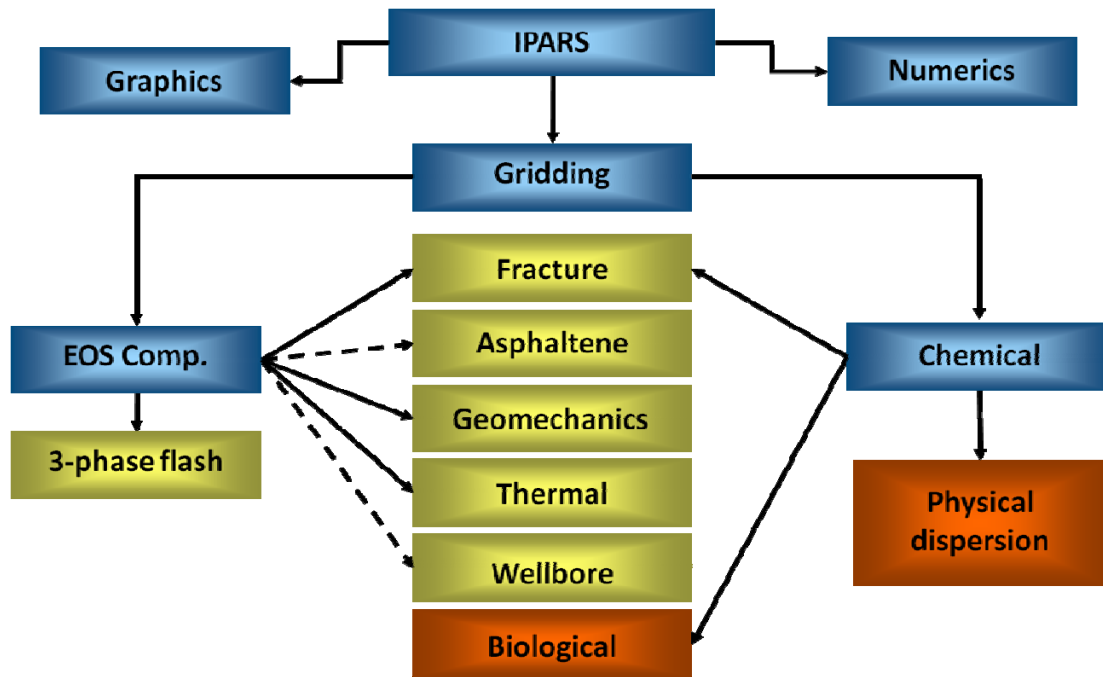 IPARS
Graphics
Numerics
Gridding
Fracture
Asphaltene
EOS Comp.
Chemical
Geomechanics
3-phase flash
Thermal
Physical
dispersion
Wellbore
Biological